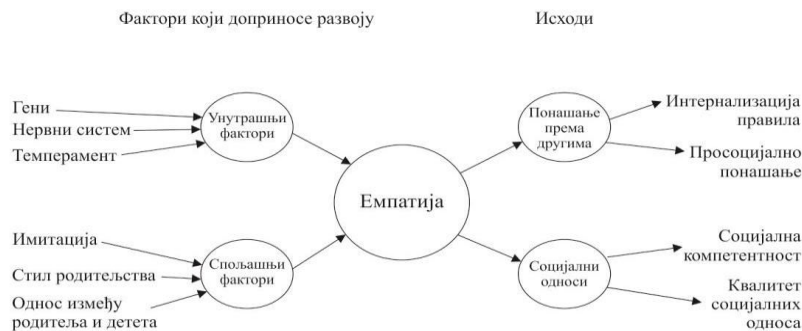 Фактори који доприносе развоју
Исходи
Гени
Нервни систем
Темперамент
Унутрашњи
фактори
Имитација
Стил родитељства
Однос између
родитеља и детета
Спољашњи
фактори
Емпатија
Понашање
према
другима
Интернализација
правила
Просоцијално
понашање
Социјални
односи
Социјална
компетентност
Квалитет
социјалних
односа